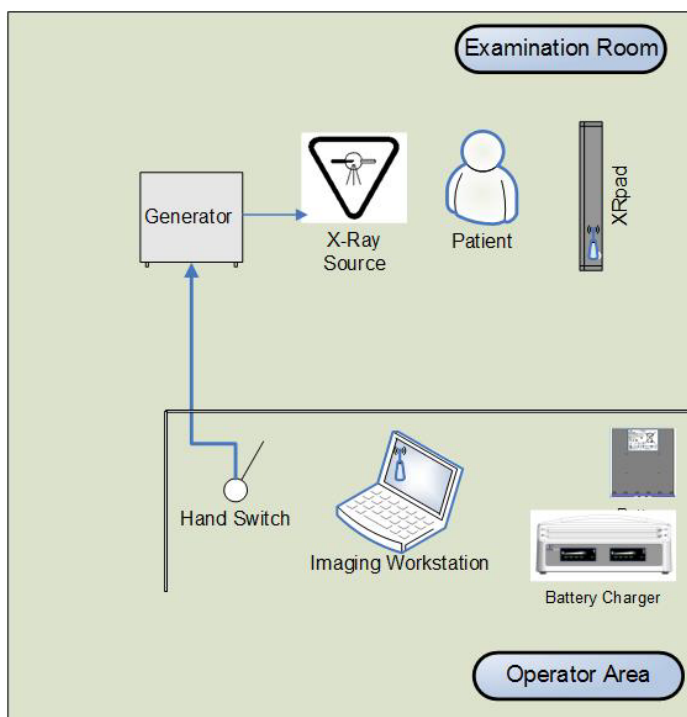 Examination Room
Generator
X-Ray
Source
Patient
XRpad
Hand Switch
Imaging Workstation
Battery Charger
Operator Area